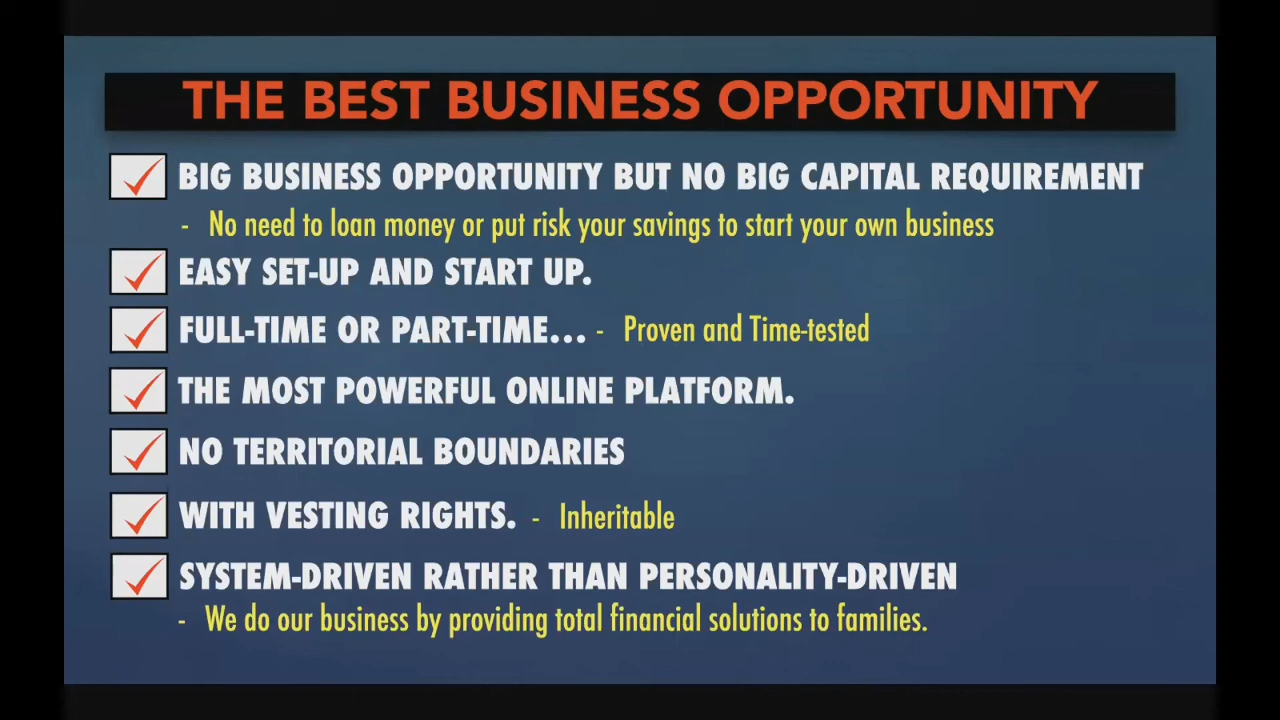 THE BEST BUSINESS OPPORTUNITY
BIG BUSINESS OPPORTUNITY BUT NO BIG CAPITAL REQUIREMENT
- No need to loan money or put risk your savings to start your own business
EASY SET-UP AND START UP.
FULL-TIME OR PART-TIME... - Proven and Time-tested
THE MOST POWERFUL ONLINE PLATFORM.
NO TERRITORIAL BOUNDARIES
WITH VESTING RIGHTS. - Inheritable
SYSTEM-DRIVEN RATHER THAN PERSONALITY-DRIVEN
- We do our business by providing total financial solutions to families.